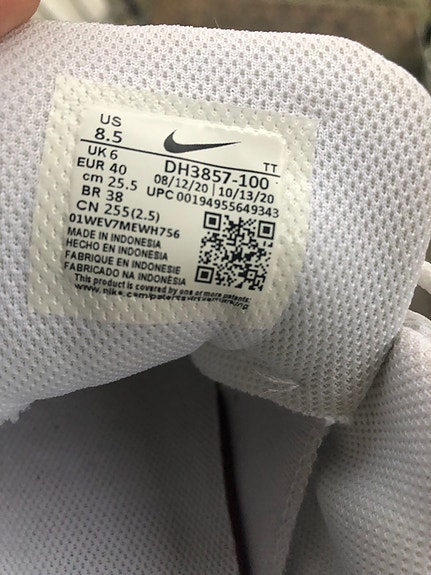 US
8.5
UK 6
EUR 40
cm 25.5
BR 38
CN 255(2.5)
TT
DH3857-100
08/12/20 | 10/13/20
UPC 00194955649343
01WEV7MEWH756
MADE IN INDONESIA
HECHO EN INDONESIA
FABRIQUE EN INDONESIE
FABRICADO NA INDONÈSIA
This product is covered by one or more patents: